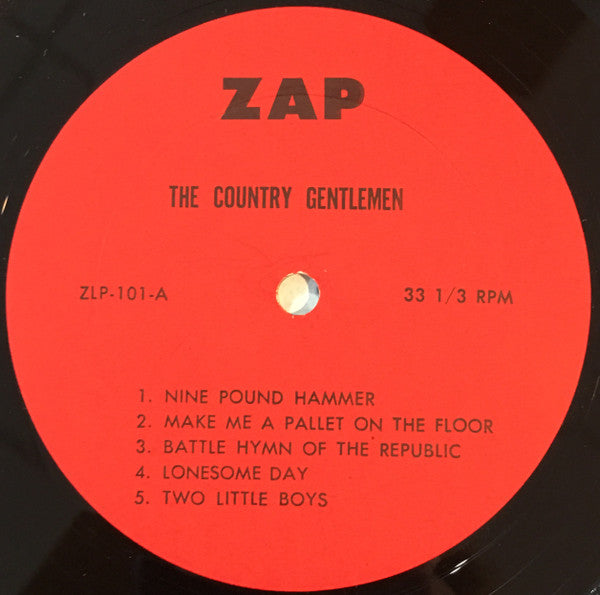 ZAP
THE COUNTRY GENTLEMEN
ZLP-101-A 33 1/3 RPM
1. NINE POUND HAMMER
2. MAKE ME A PALLET ON THE FLOOR
3. BATTLE HYMN OF THE REPUBLIC
4. LONESOME DAY
5. TWO LITTLE BOYS